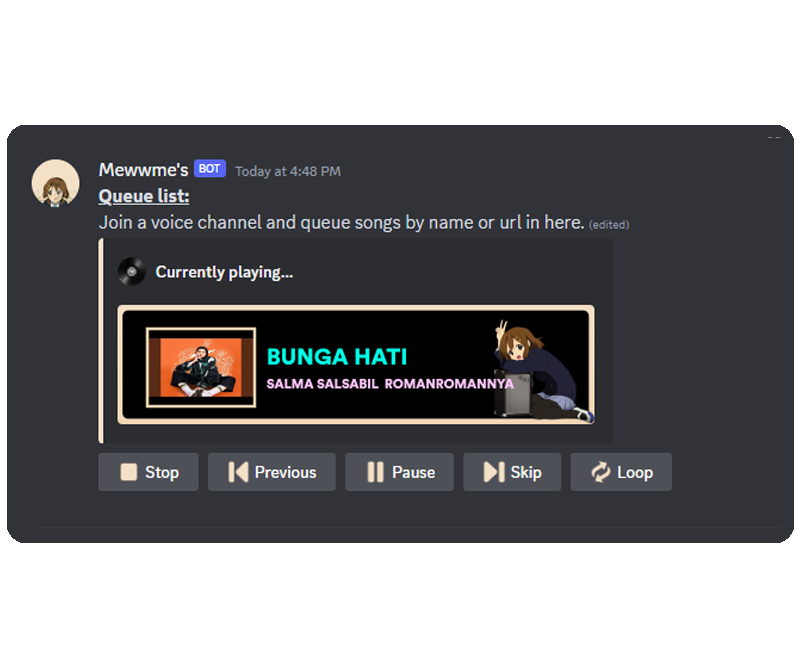 Mewwme's BOT Today at 4:48 PM
Queue list:
Join a voice channel and queue songs by name or url in here. (edited)
Currently playing...
BUNGA HATI
SALMA SALSABIL ROMANROMANNYA
Stop Previous Pause Skip Loop